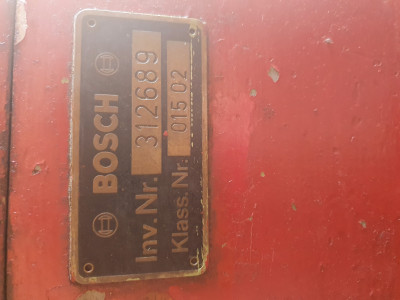 BOSCH
Inv. Nr. 312689
Klass. Nr. 015 02